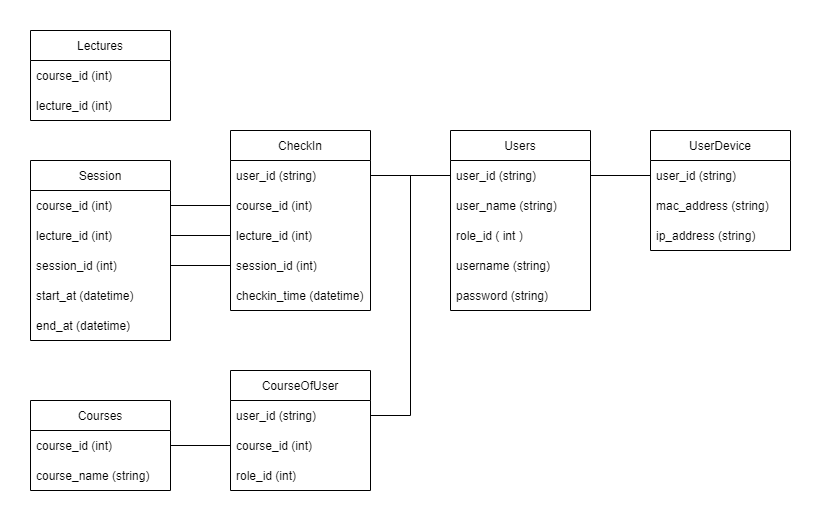 Lectures
course_id (int)
lecture_id (int)
Session
course_id (int)
lecture_id (int)
session_id (int)
start_at (datetime)
end_at (datetime)
CheckIn
user_id (string)
course_id (int)
lecture_id (int)
session_id (int)
checkin_time (datetime)
Users
user_id (string)
user_name (string)
role_id ( int )
username (string)
password (string)
UserDevice
user_id (string)
mac_address (string)
ip_address (string)
Courses
course_id (int)
course_name (string)
CourseOfUser
user_id (string)
course_id (int)
role_id (int)